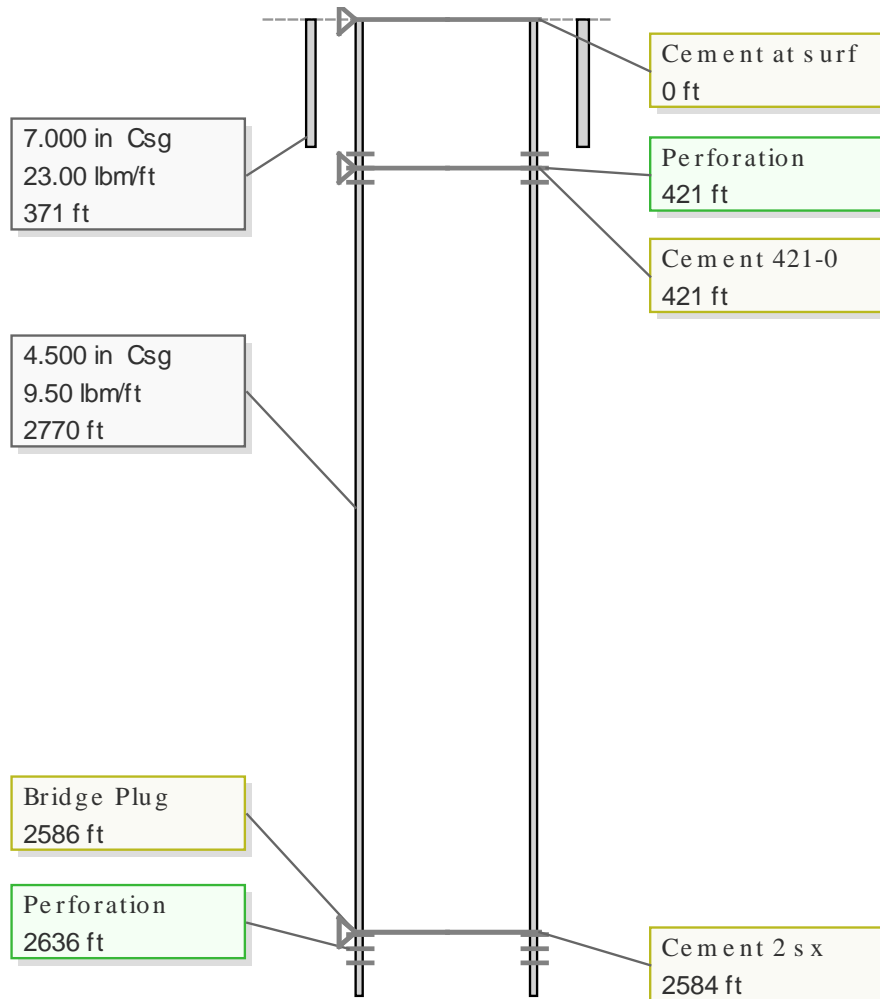 Cement at surf
0 ft
7.000 in Csg
23.00 lbm/ft
371 ft
Perforation
421 ft
Cement 421-0
421 ft
4.500 in Csg
9.50 lbm/ft
2770 ft
Bridge Plug
2586 ft
Perforation
2636 ft
Cement 2 sx
2584 ft